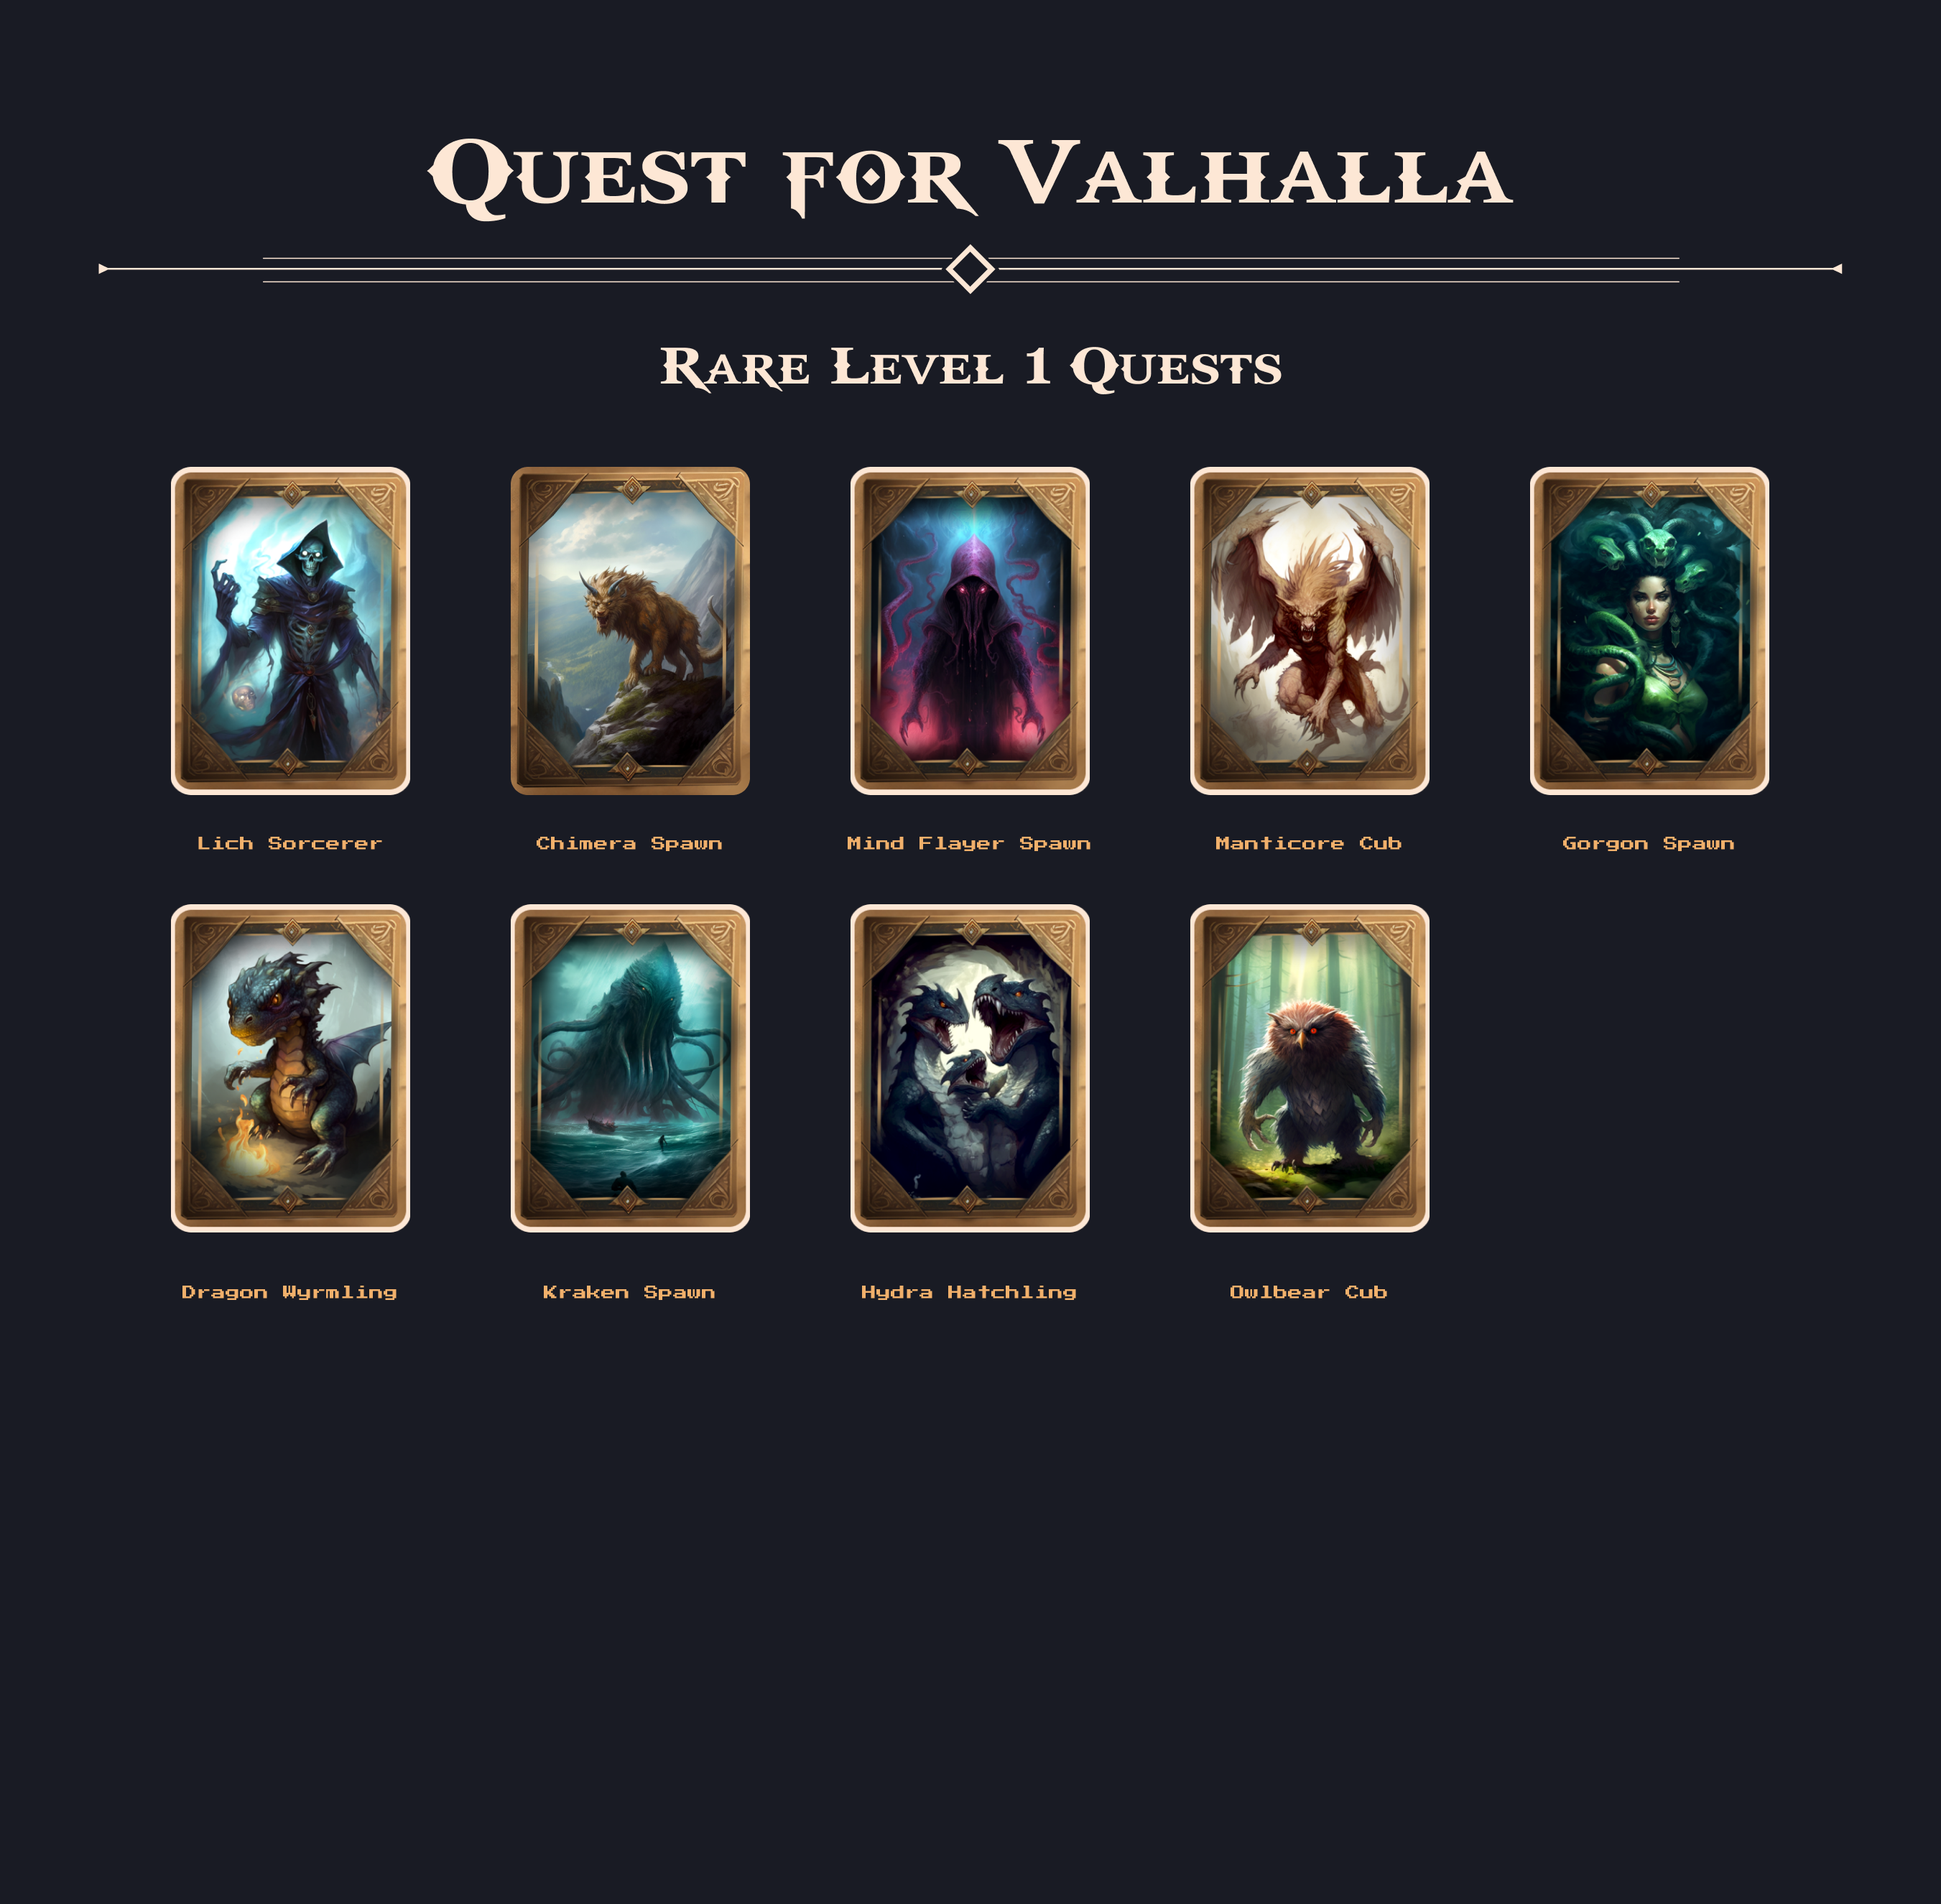 Quest for Valhalla
Rare Level 1 Quests
Lich Sorcerer
Chimera Spawn
Mind Flayer Spawn
Manticore Cub
Gorgon Spawn
Dragon Wyrmling
Kraken Spawn
Hydra Hatchling
Owlbear Cub